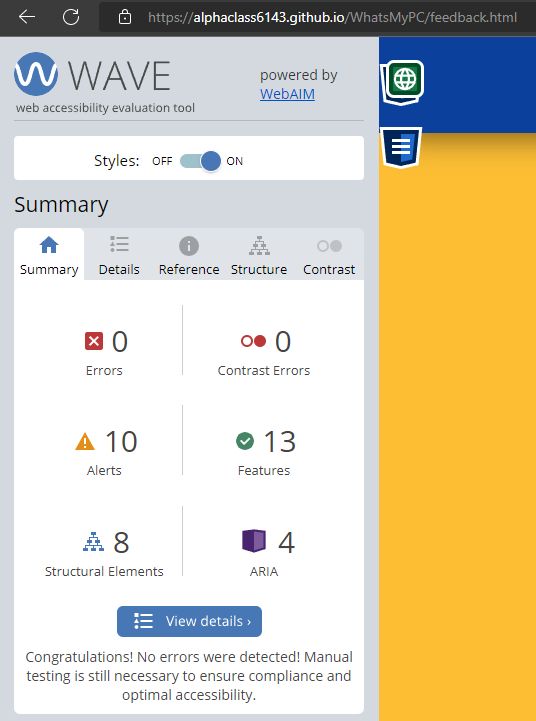 https://alphaclass6143.github.io/WhatsMyPC/feedback.html
WAVE
web accessibility evaluation tool
powered by
WebAIM
Styles: OFF ON
Summary
Summary Details Reference Structure Contrast
0
Errors
0
Contrast Errors
10
Alerts
13
Features
8
Structural Elements
4
ARIA
View details ›
Congratulations! No errors were detected! Manual
testing is still necessary to ensure compliance and
optimal accessibility.